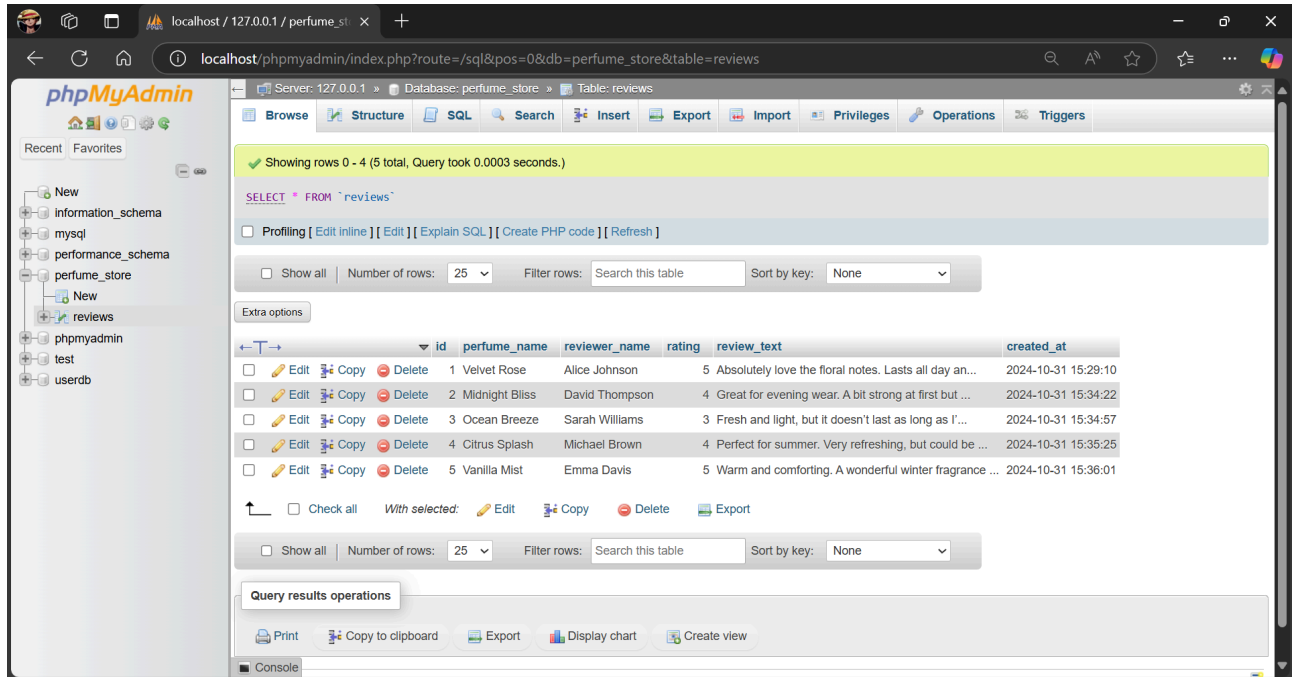 localhost / 127.0.0.1 / perfume_st
localhost/phpmyadmin/index.php?route=/sql&pos=0&db=perfume_store&table=reviews
phpMyAdmin
Recent Favorites
New
information_schema
mysql
performance_schema
perfume_store
New
reviews
phpmyadmin
test
userdb
Server: 127.0.0.1 » Database: perfume_store » Table: reviews
Browse Structure SQL Search Insert Export Import Privileges Operations Triggers
Showing rows 0 - 4 (5 total, Query took 0.0003 seconds.)
SELECT * FROM `reviews`
Profiling [ Edit inline ] [ Edit ] [ Explain SQL ] [ Create PHP code ] [ Refresh ]
Show all | Number of rows: 25 Filter rows: Search this table Sort by key: None
Extra options
←T→ id perfume_name reviewer_name rating review_text created_at
Edit Copy Delete 1 Velvet Rose Alice Johnson 5 Absolutely love the floral notes. Lasts all day an... 2024-10-31 15:29:10
Edit Copy Delete 2 Midnight Bliss David Thompson 4 Great for evening wear. A bit strong at first but ... 2024-10-31 15:34:22
Edit Copy Delete 3 Ocean Breeze Sarah Williams 3 Fresh and light, but it doesn’t last as long as I’... 2024-10-31 15:34:57
Edit Copy Delete 4 Citrus Splash Michael Brown 4 Perfect for summer. Very refreshing, but could be ... 2024-10-31 15:35:25
Edit Copy Delete 5 Vanilla Mist Emma Davis 5 Warm and comforting. A wonderful winter fragrance ... 2024-10-31 15:36:01
Check all With selected: Edit Copy Delete Export
Show all | Number of rows: 25 Filter rows: Search this table Sort by key: None
Query results operations
Print Copy to clipboard Export Display chart Create view
Console